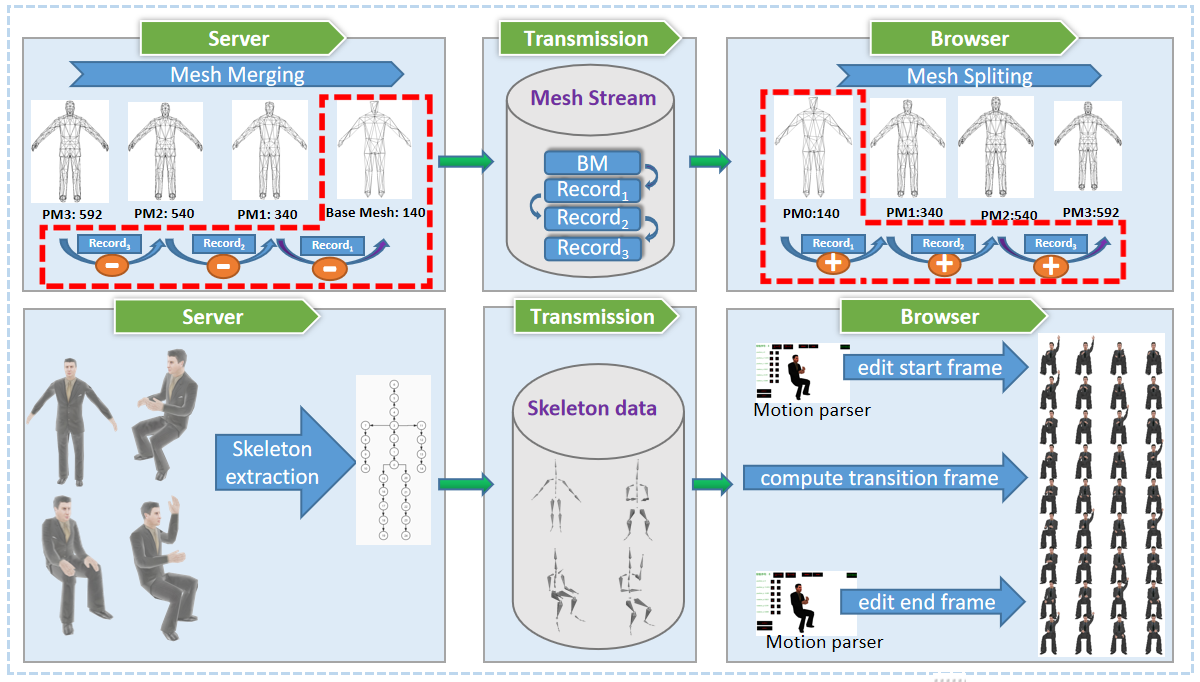 Server
Mesh Merging
PM3: 592
PM2: 540
PM1: 340
Base Mesh: 140
Record3
Record2
Record1
Transmission
Mesh Stream
BM
Record1
Record2
Record3
Browser
Mesh Spliting
PM0:140
PM1:340
PM2:540
PM3:592
Record1
Record2
Record3
Server
Skeleton
extraction
Transmission
Skeleton data
Browser
Motion parser
edit start frame
compute transition frame
Motion parser
edit end frame